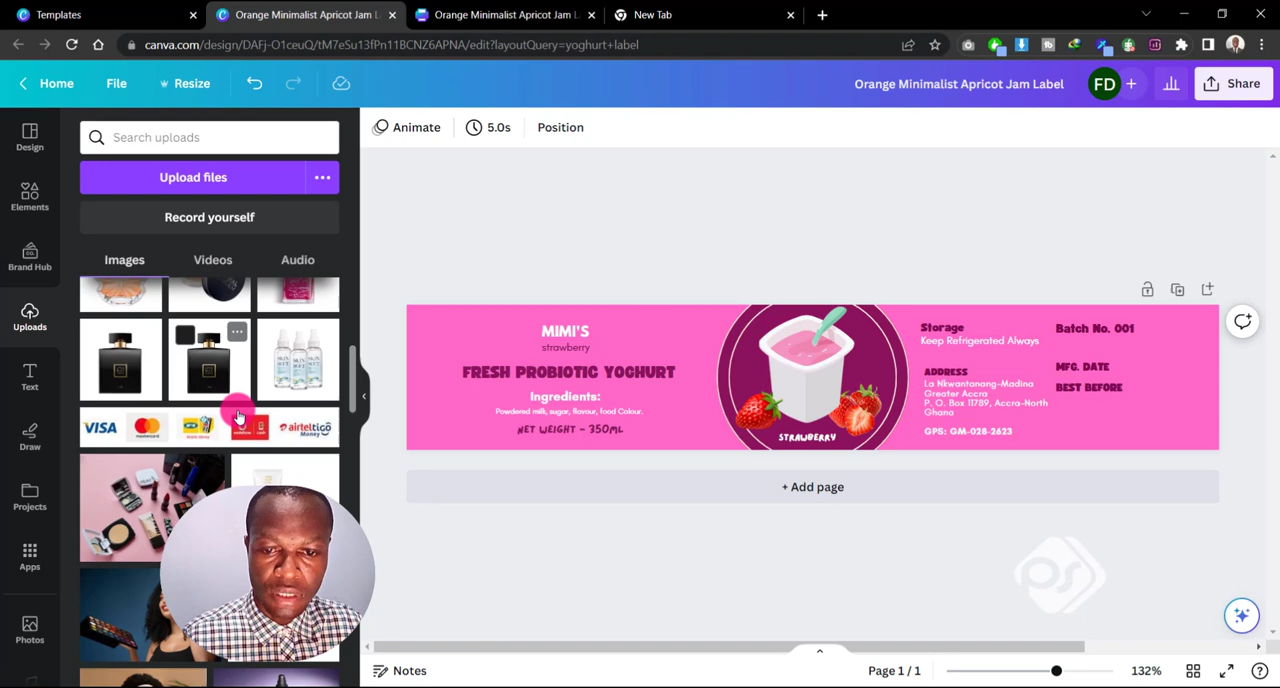 Templates
Orange Minimalist Apricot Jam L
Orange Minimalist Apricot Jam L
New Tab
canva.com/design/DAFj-O1ceuQ/tM7eSu13fPn11BCNZ6APNA/edit?layoutQuery=yoghurt+label
Home
File
Resize
Orange Minimalist Apricot Jam Label
FD
Share
Design
Elements
Brand Hub
Uploads
Text
Draw
Projects
Apps
Photos
Search uploads
Upload files
Record yourself
Images
Videos
Audio
VISA
mastercard
airteltigo
Money
Animate
5.0s
Position
MIMI'S
strawberry
FRESH PROBIOTIC YOGHURT
Ingredients:
Powdered milk, sugar, flavour, food Colour.
NET WEIGHT - 350ML
STRAWBERRY
Storage
Keep Refrigerated Always
ADDRESS
La Nkwantanang-Madina
Greater Accra
P. O. Box 11789, Accra-North
Ghana
GPS: GM-028-2623
Batch No. 001
MFG. DATE
BEST BEFORE
+ Add page
ps
Notes
Page 1 / 1
132%